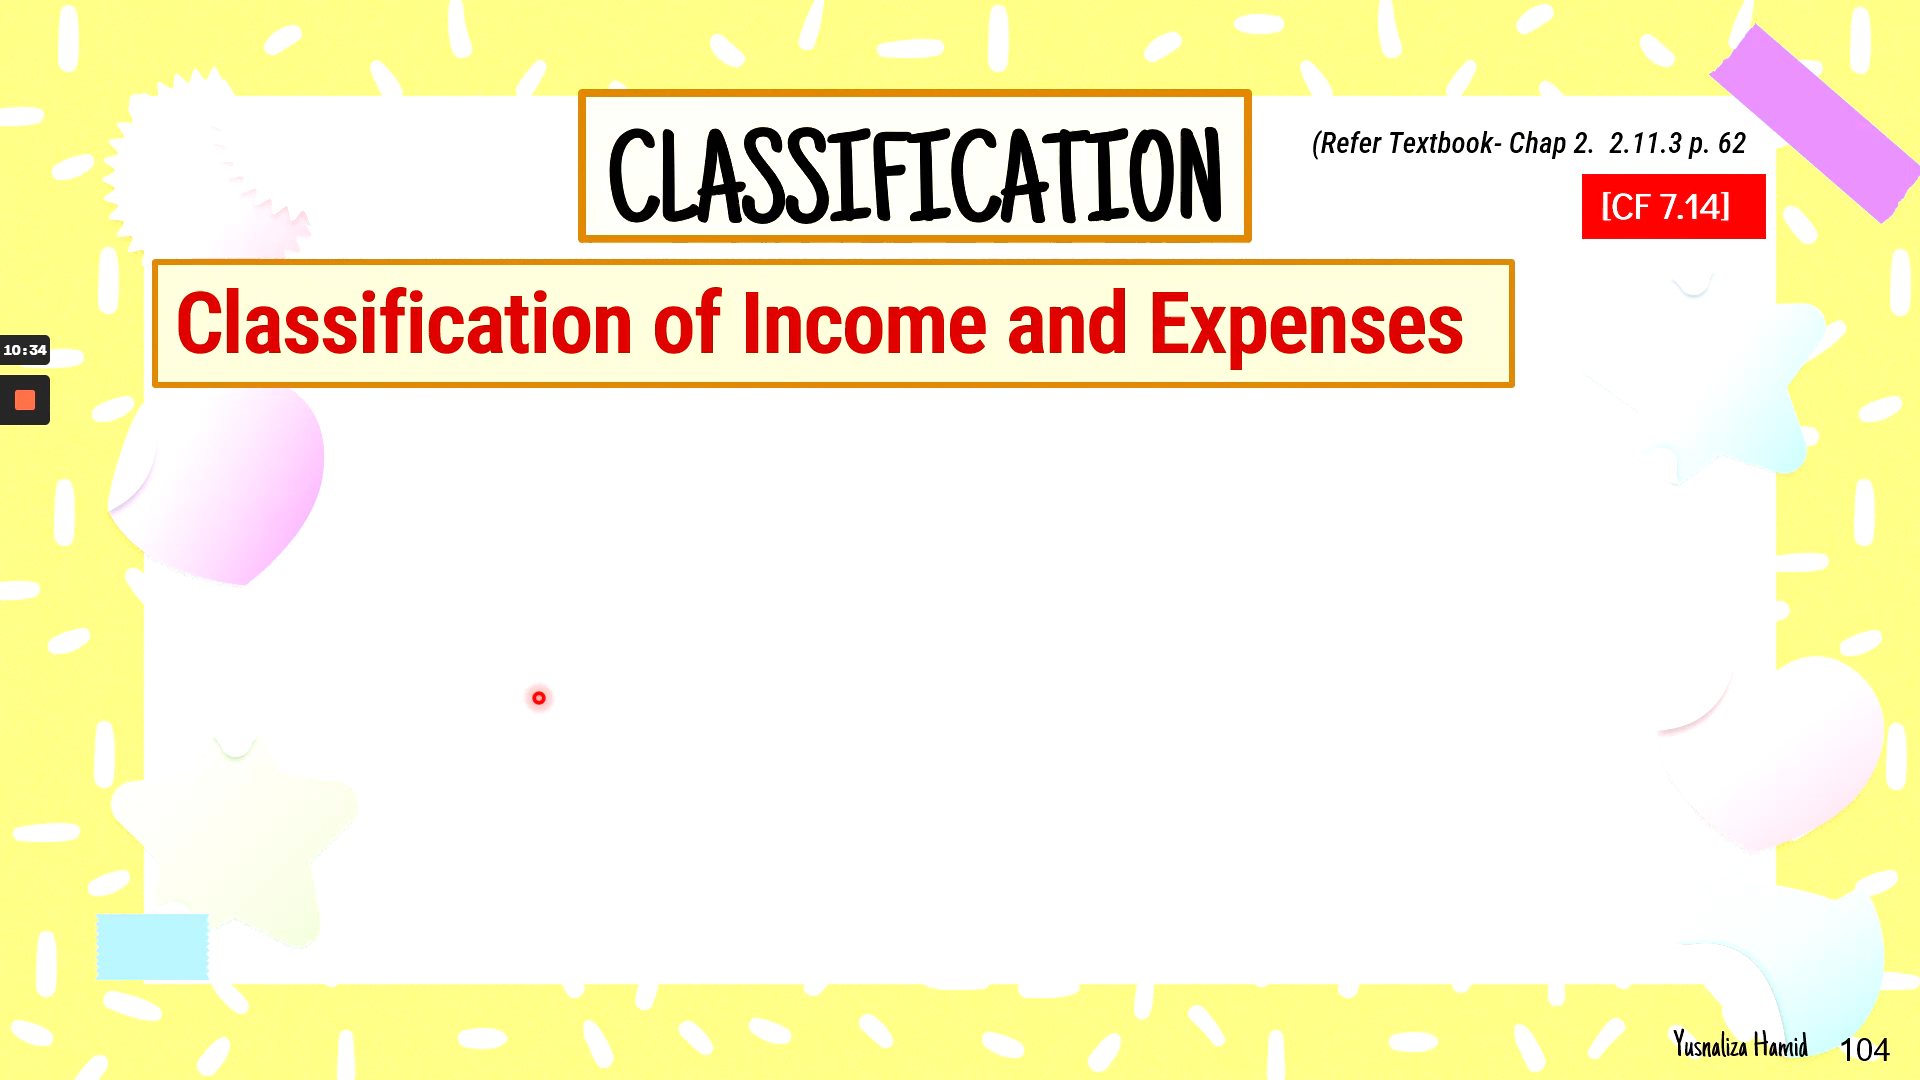 CLASSIFICATION
(Refer Textbook- Chap 2. 2.11.3 p. 62
[CF 7.14]
Classification of Income and Expenses
10:34
Yusnaliza Hamid
104